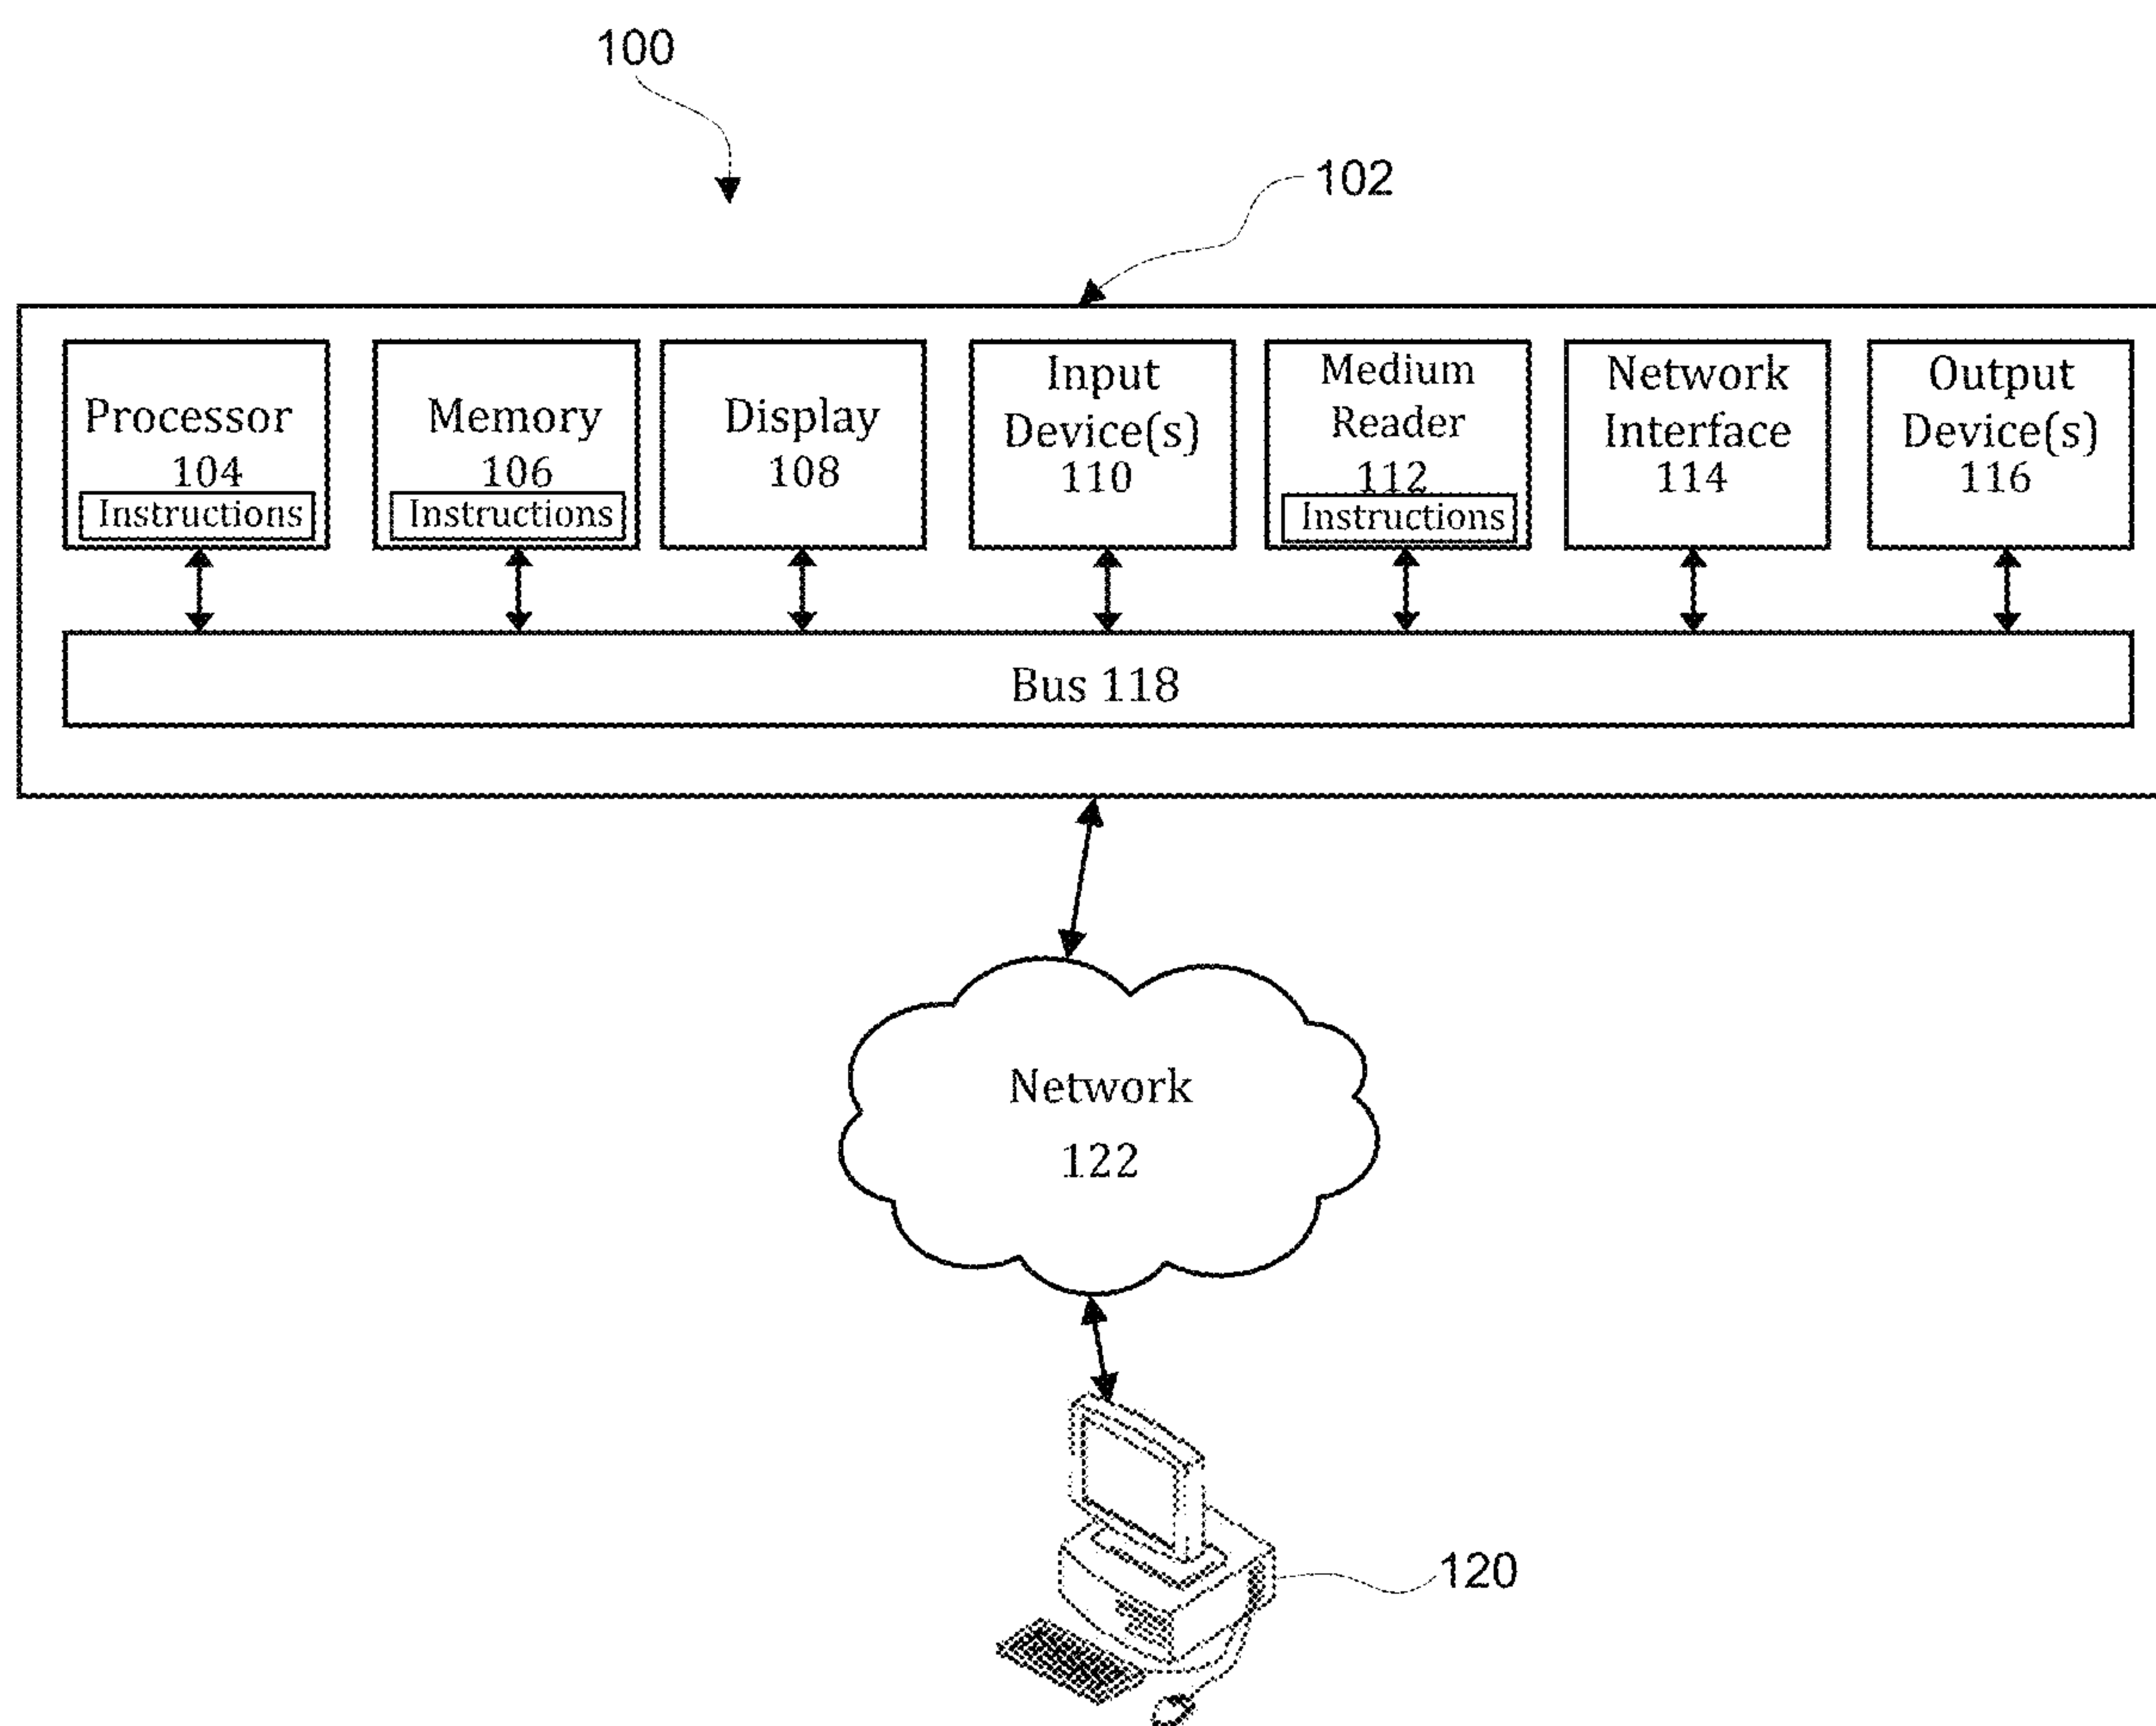 100
102
Processor
104
Instructions
Memory
106
Instructions
Display
108
Input
Device(s)
110
Medium
Reader
112
Instructions
Network
Interface
114
Output
Device(s)
116
Bus 118
Network
122
120